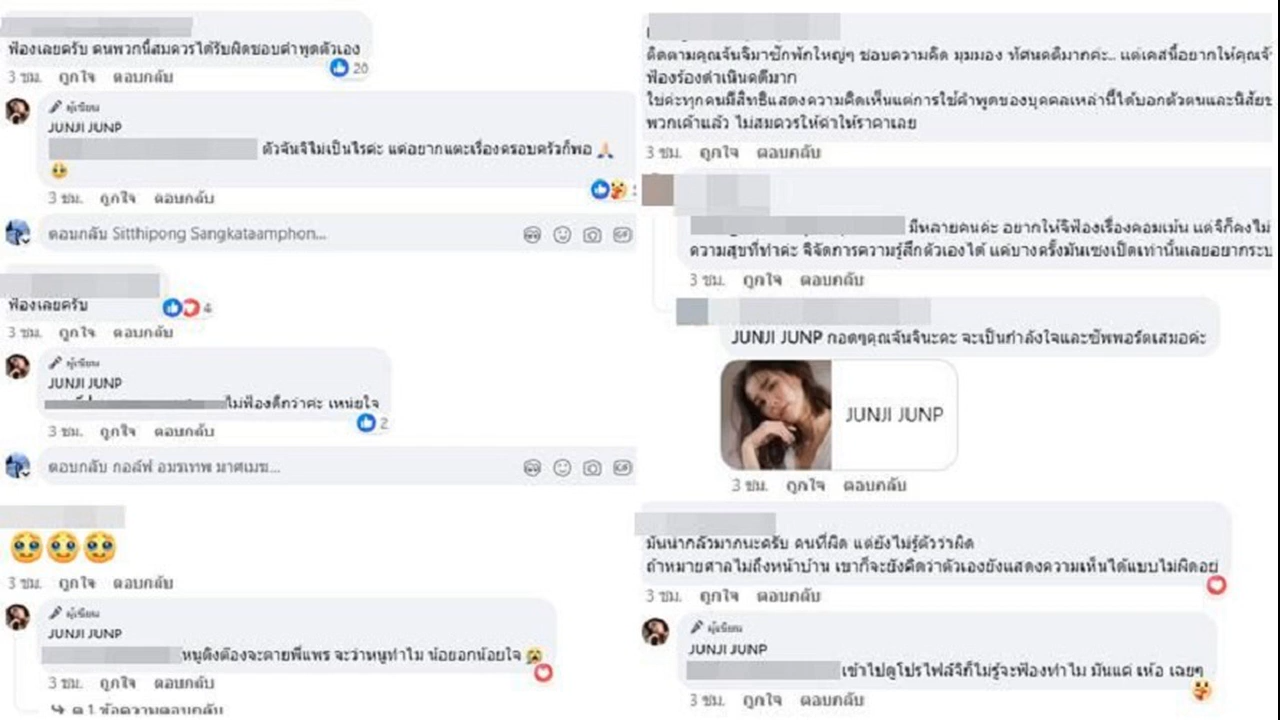 ฟ้องเลยครับ คนพวกนี้สมควรได้รับผิดชอบคำพูดตัวเอง
20
3 ชม. ถูกใจ ตอบกลับ
ผู้เขียน
JUNJI JUNP
ตัวจันจิไม่เป็นไรค่ะ แค่อยากแตะเรื่องครอบครัวก็พอ 🙏🏻
🥹
3 ชม. ถูกใจ ตอบกลับ
ตอบกลับ Sitthipong Sangkataamphon...
ฟ้องเลยครับ
4
3 ชม. ถูกใจ ตอบกลับ
ผู้เขียน
JUNJI JUNP
ไม่ฟ้องดีกว่าค่ะ เหนื่อยใจ
2
3 ชม. ถูกใจ ตอบกลับ
ตอบกลับ กอล์ฟ อมรเทพ มาศเมฆ...
🥹🥹🥹
3 ชม. ถูกใจ ตอบกลับ
ผู้เขียน
JUNJI JUNP
หนูติงต๊องจะตายพี่แพร จะว่าหนูทำไม น้อยอกน้อยใจ 😭
3 ชม. ถูกใจ ตอบกลับ
ดู 1 ข้อความตอบกลับ
ติดตามคุณจันจิมาซักพักใหญ่ๆ ชอบความคิด มุมมอง ทัศนคติมากค่ะ.. แต่เคสนี้อยากให้คุณจั
ฟ้องร้องดำเนินคดีมาก
ใช่ค่ะทุกคนมีสิทธิแสดงความคิดเห็นแต่การใช้คำพูดของบุคคลเหล่านี้ได้บอกตัวตนและนิสัยข
พวกเค้าแล้ว ไม่สมควรให้ค่าให้ราคาเลย
3 ชม. ถูกใจ ตอบกลับ
มีหลายคนค่ะ อยากให้จิฟ้องเรื่องคอมเม้น แต่จิก็คงไม่
ความสุขที่ทำค่ะ จิจัดการความรู้สึกตัวเองได้ แค่บางครั้งมันเซงเป็ดเท่านั้นเลยอยากระบ
3 ชม. ถูกใจ ตอบกลับ
JUNJI JUNP กอดๆคุณจันจินะคะ จะเป็นกำลังใจและซัพพอร์ตเสมอค่ะ
JUNJI JUNP
3 ชม. ถูกใจ ตอบกลับ
มันน่ากลัวมากนะครับ คนที่ผิด แต่ยังไม่รู้ตัวว่าผิด
ถ้าหมายศาลไม่ถึงหน้าบ้าน เขาก็จะยังคิดว่าตัวเองยังแสดงความเห็นได้แบบไม่ผิดอยู่
3 ชม. ถูกใจ ตอบกลับ
ผู้เขียน
JUNJI JUNP
เข้าไปดูโปรไฟล์จิก็ไม่รู้จะฟ้องทำไม มันแค่ เห้อ เฉยๆ
3 ชม. ถูกใจ ตอบกลับ